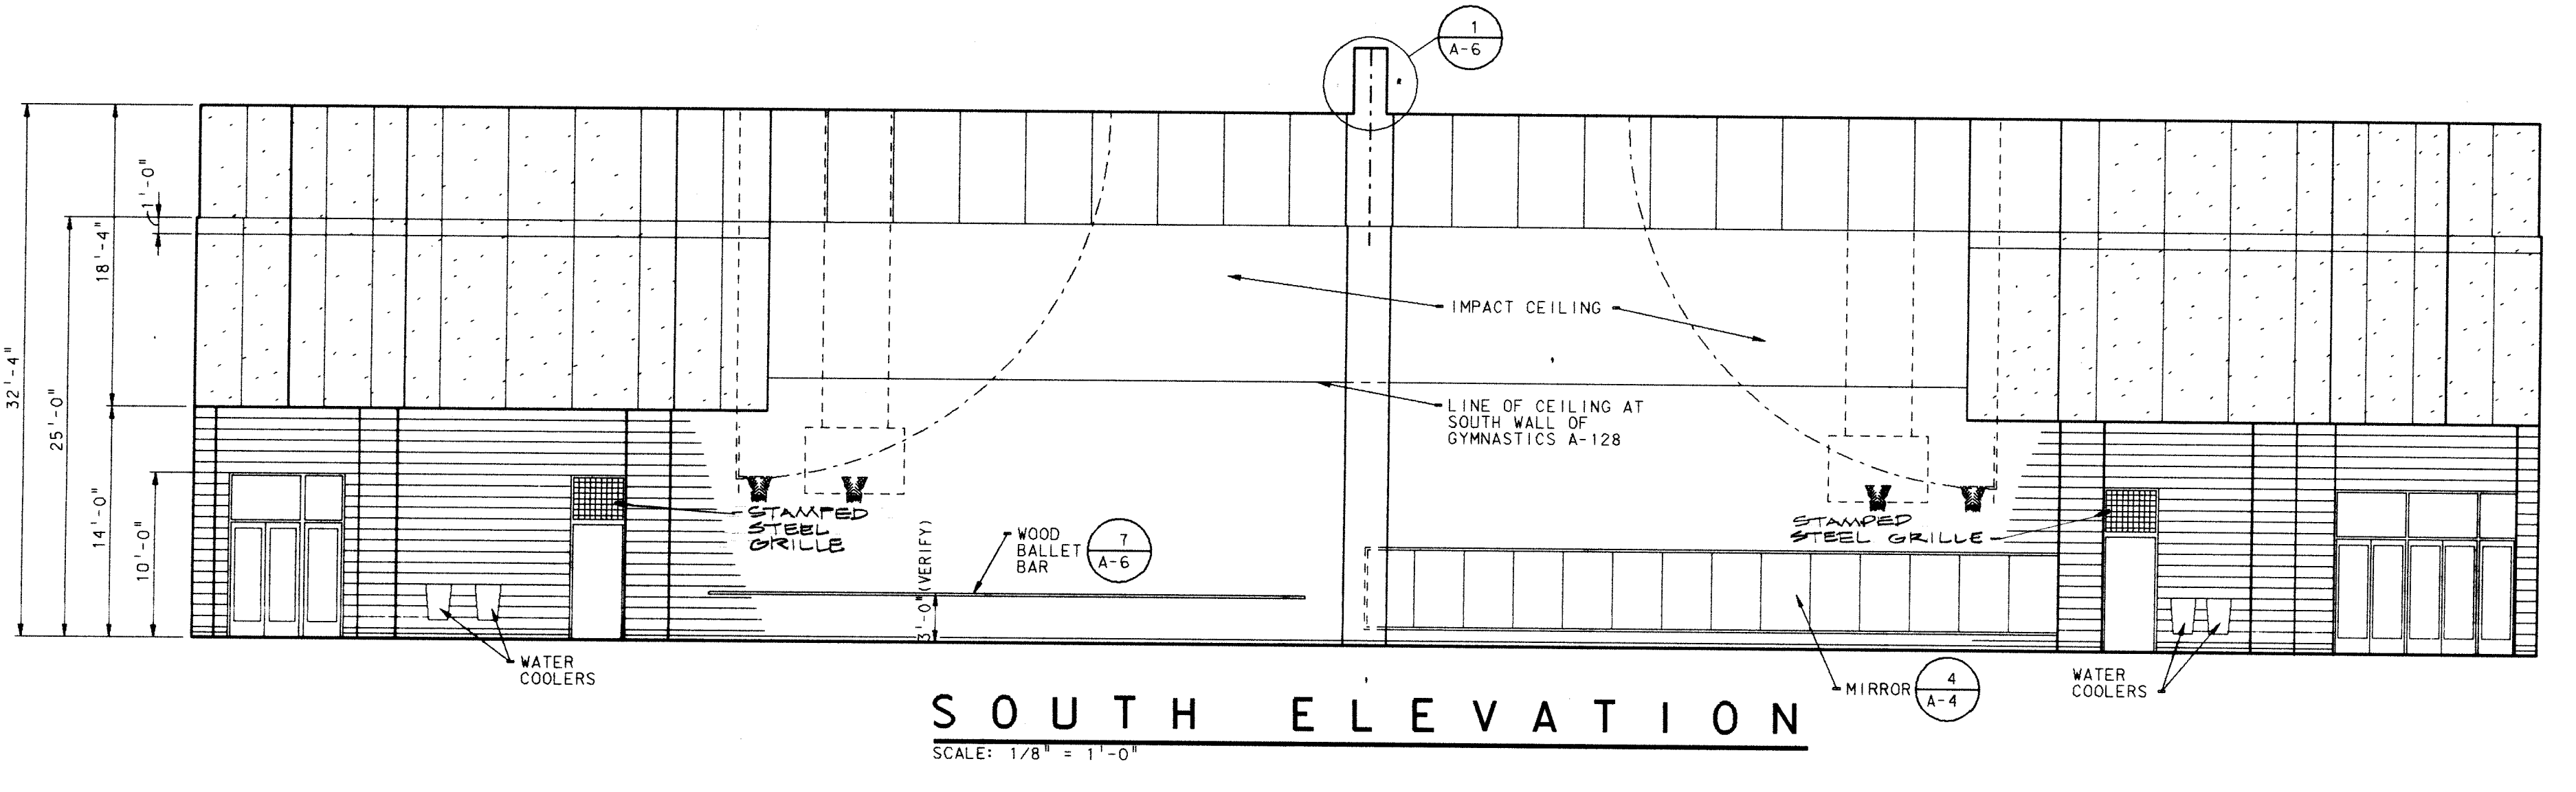 1
A-6
1'-0"
18'-4"
32'-4"
25'-0"
14'-0"
10'-0"
IMPACT CEILING
LINE OF CEILING AT
SOUTH WALL OF
GYMNASTICS A-128
STAMPED
STEEL
GRILLE
3'-0" (VERIFY)
WOOD
BALLET
BAR
7
A-6
STAMPED
STEEL GRILLE
WATER
COOLERS
MIRROR
4
A-4
WATER
COOLERS
SOUTH ELEVATION
SCALE: 1/8" = 1'-0"